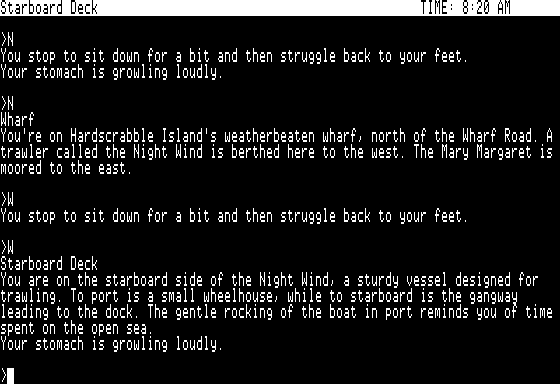 Starboard Deck TIME: 8:20 AM
>N
You stop to sit down for a bit and then struggle back to your feet.
Your stomach is growling loudly.
>N
Wharf
You're on Hardscrabble Island's weatherbeaten wharf, north of the Wharf Road. A
trawler called the Night Wind is berthed here to the west. The Mary Margaret is
moored to the east.
>W
You stop to sit down for a bit and then struggle back to your feet.
>W
Starboard Deck
You are on the starboard side of the Night Wind, a sturdy vessel designed for
trawling. To port is a small wheelhouse, while to starboard is the gangway
leading to the dock. The gentle rocking of the boat in port reminds you of time
spent on the open sea.
Your stomach is growling loudly.
>